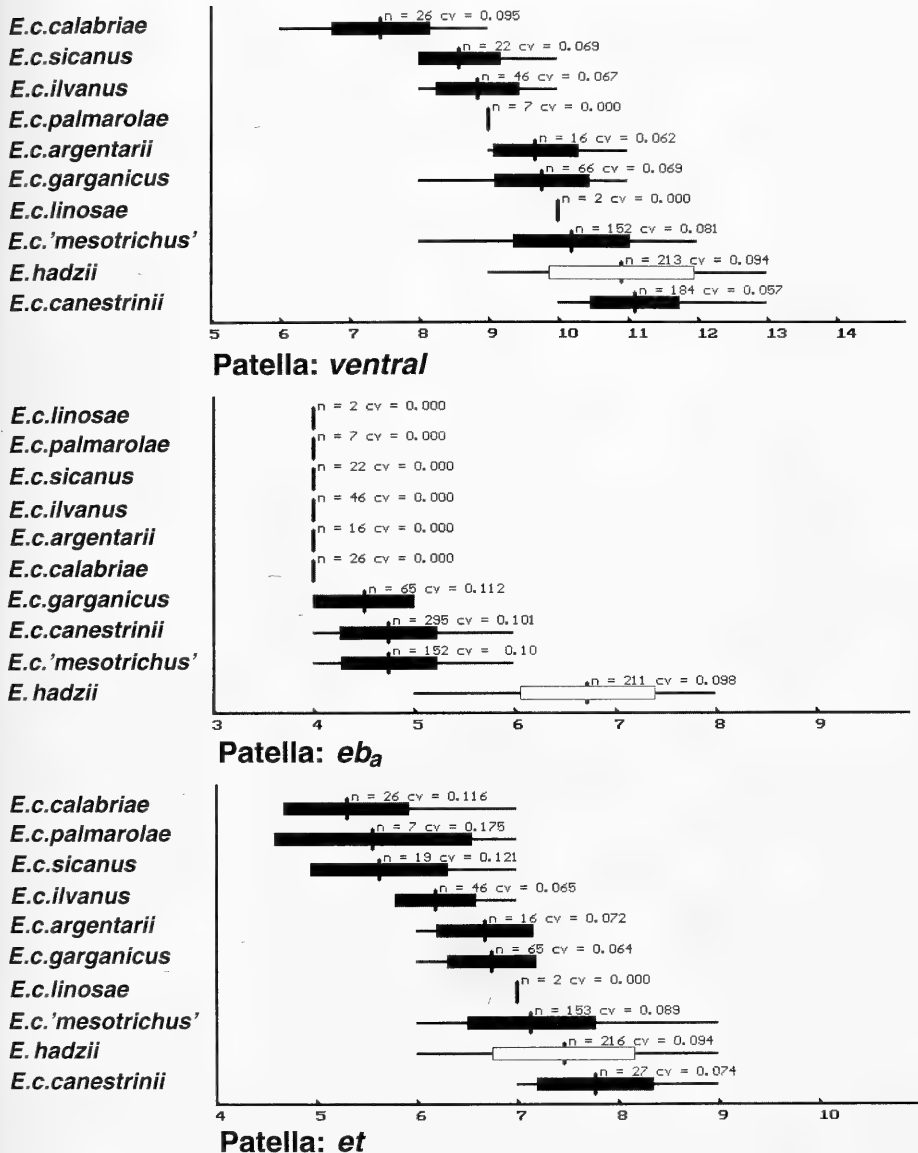 E.c.calabriae n = 26 cv = 0.095
E.c.sicanus n = 22 cv = 0.069
E.c.ilvanus n = 46 cv = 0.067
E.c.palmarolae n = 7 cv = 0.000
E.c.argentarii n = 16 cv = 0.062
E.c.garganicus n = 66 cv = 0.069
E.c.linosae n = 2 cv = 0.000
E.c.'mesotrichus' n = 152 cv = 0.081
E.hadzii n = 213 cv = 0.094
E.c.canestrinii n = 184 cv = 0.057
5 6 7 8 9 10 11 12 13 14
Patella: ventral
E.c.linosae n = 2 cv = 0.000
E.c.palmarolae n = 7 cv = 0.000
E.c.sicanus n = 22 cv = 0.000
E.c.ilvanus n = 46 cv = 0.000
E.c.argentarii n = 16 cv = 0.000
E.c.calabriae n = 26 cv = 0.000
E.c.garganicus n = 65 cv = 0.112
E.c.canestrinii n = 295 cv = 0.101
E.c.'mesotrichus' n = 152 cv = 0.10
E. hadzii n = 211 cv = 0.098
3 4 5 6 7 8 9
Patella: eba
E.c.calabriae n = 26 cv = 0.116
E.c.palmarolae n = 7 cv = 0.175
E.c.sicanus n = 19 cv = 0.121
E.c.ilvanus n = 46 cv = 0.065
E.c.argentarii n = 16 cv = 0.072
E.c.garganicus n = 65 cv = 0.064
E.c.linosae n = 2 cv = 0.000
E.c.'mesotrichus' n = 153 cv = 0.089
E. hadzii n = 216 cv = 0.094
E.c.canestrinii n = 27 cv = 0.074
4 5 6 7 8 9 10
Patella: et